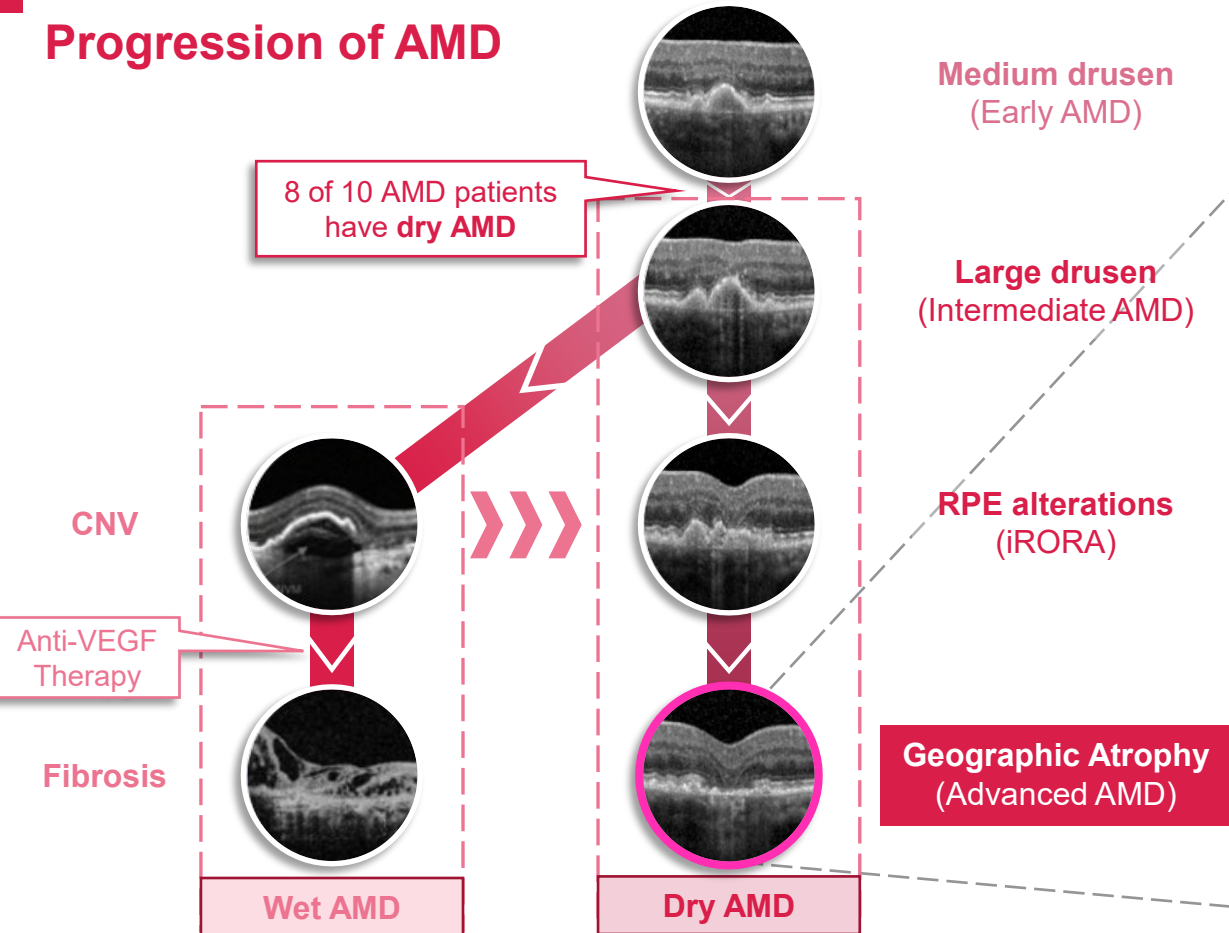 Progression of AMD
Medium drusen
(Early AMD)
8 of 10 AMD patients
have dry AMD
Large drusen
(Intermediate AMD)
CNV
RPE alterations
(iRORA)
Anti-VEGF
Therapy
Fibrosis
Geographic Atrophy
(Advanced AMD)
Wet AMD
Dry AMD